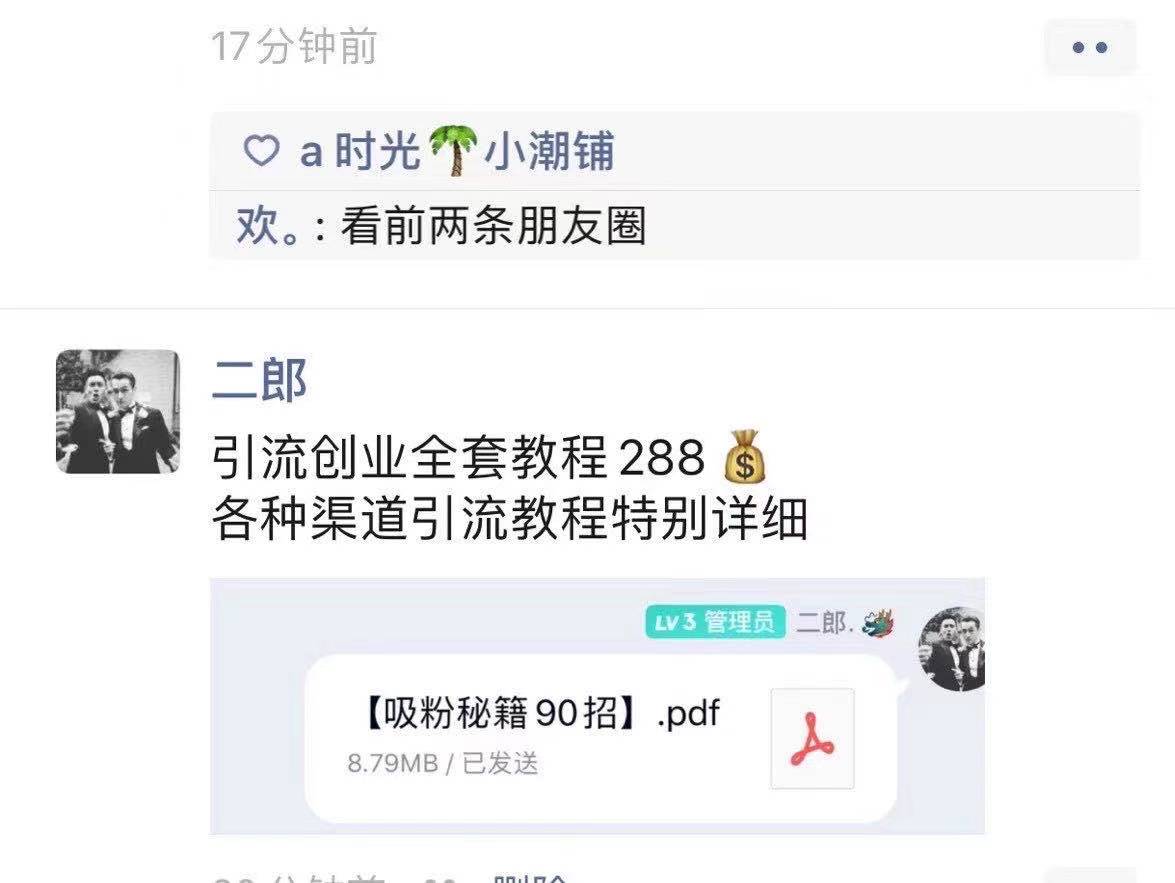 17分钟前
a 时光🌴小潮铺
欢。: 看前两条朋友圈
二郎
引流创业全套教程288💰
各种渠道引流教程特别详细
LV3 管理员 二郎.🐲
【吸粉秘籍90招】.pdf
8.79MB / 已发送